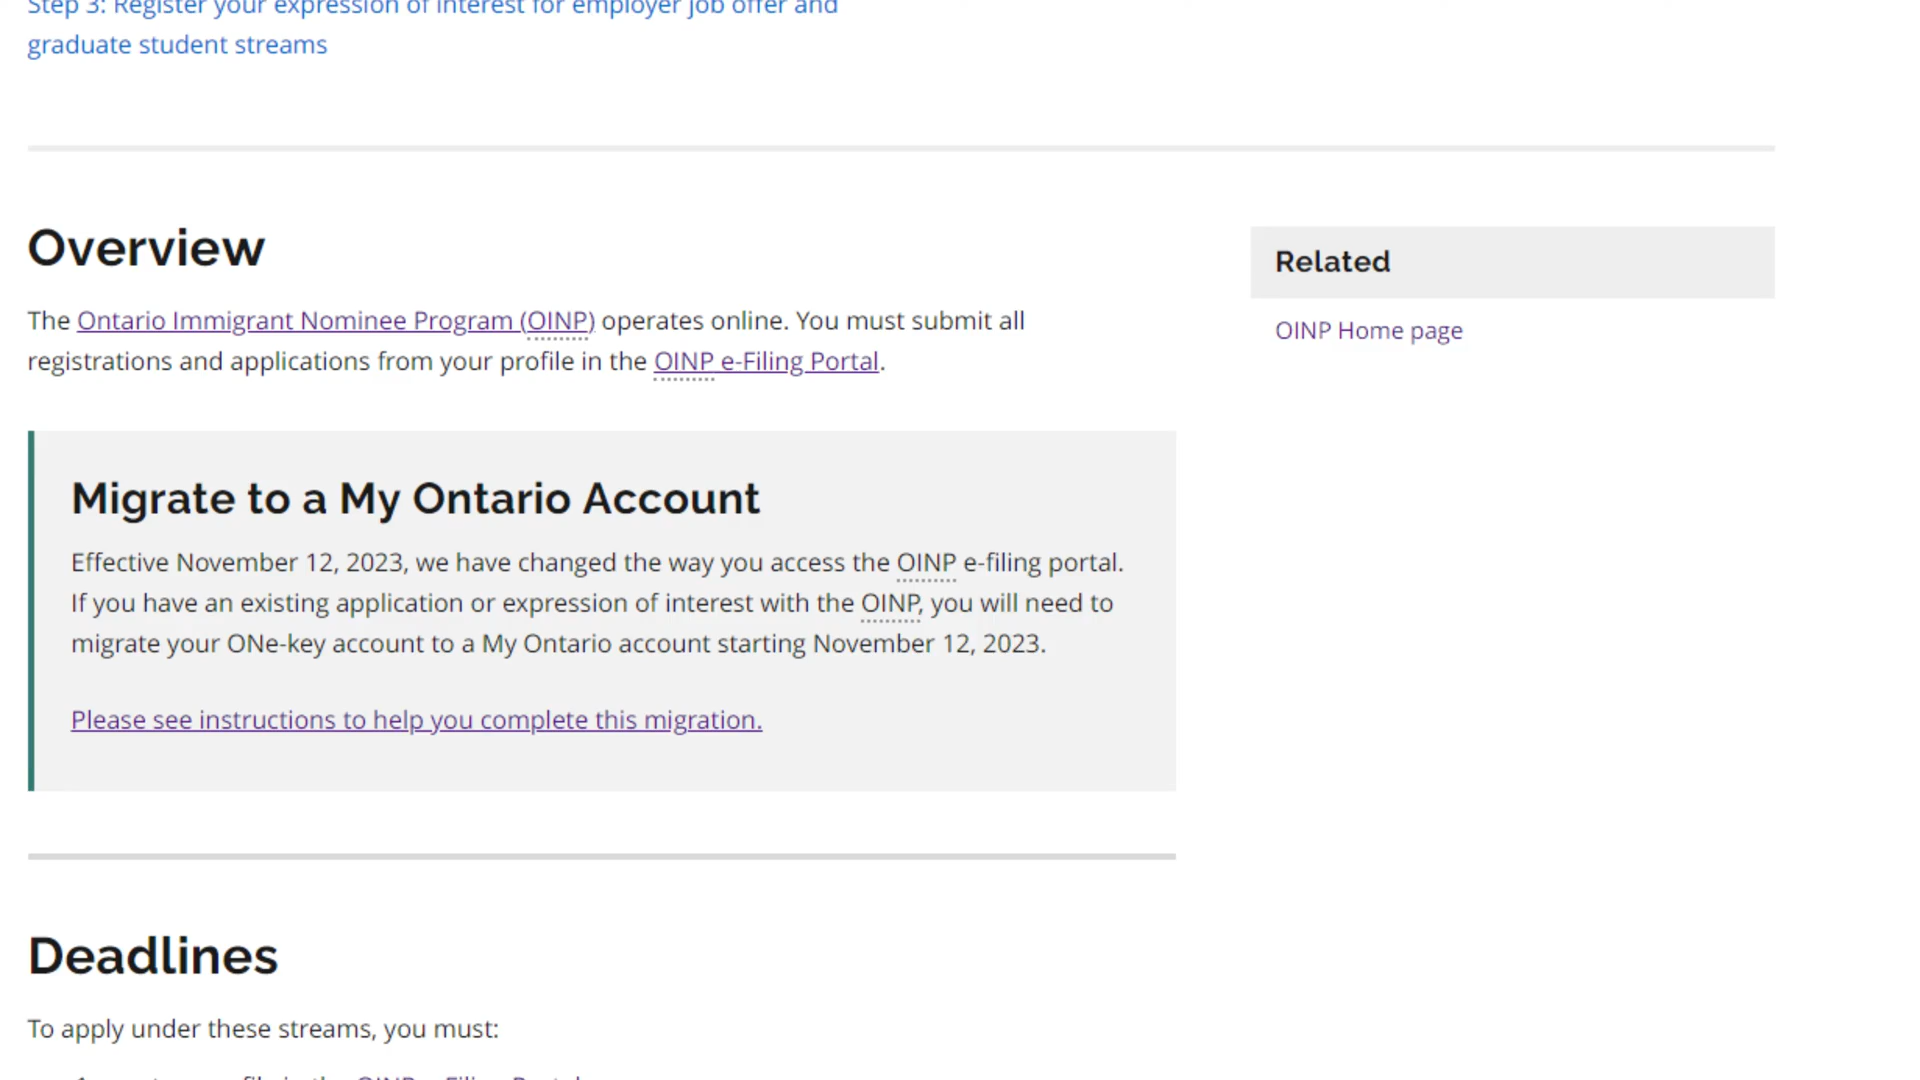 Step 3: Register your expression of interest for employer job offer and
graduate student streams
Overview
The Ontario Immigrant Nominee Program (OINP) operates online. You must submit all
registrations and applications from your profile in the OINP e-Filing Portal.
Related
OINP Home page
Migrate to a My Ontario Account
Effective November 12, 2023, we have changed the way you access the OINP e-filing portal.
If you have an existing application or expression of interest with the OINP, you will need to
migrate your ONe-key account to a My Ontario account starting November 12, 2023.
Please see instructions to help you complete this migration.
Deadlines
To apply under these streams, you must: